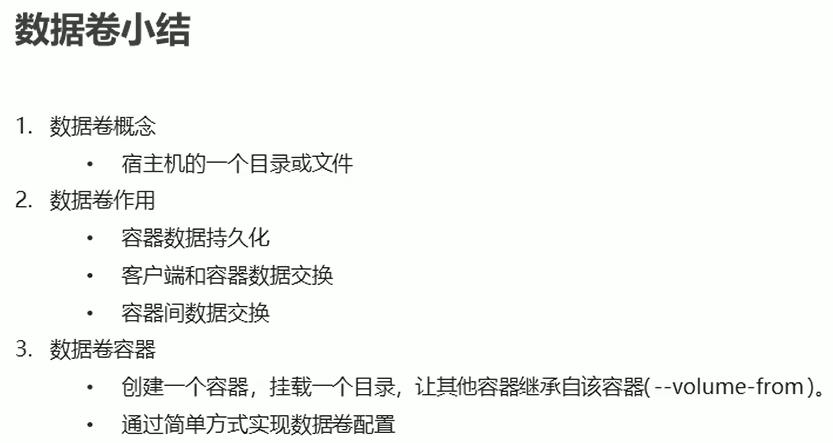 数据卷小结
1. 数据卷概念
• 宿主机的一个目录或文件
2. 数据卷作用
• 容器数据持久化
• 客户端和容器数据交换
• 容器间数据交换
3. 数据卷容器
• 创建一个容器，挂载一个目录，让其他容器继承自该容器( --volume-from )。
• 通过简单方式实现数据卷配置